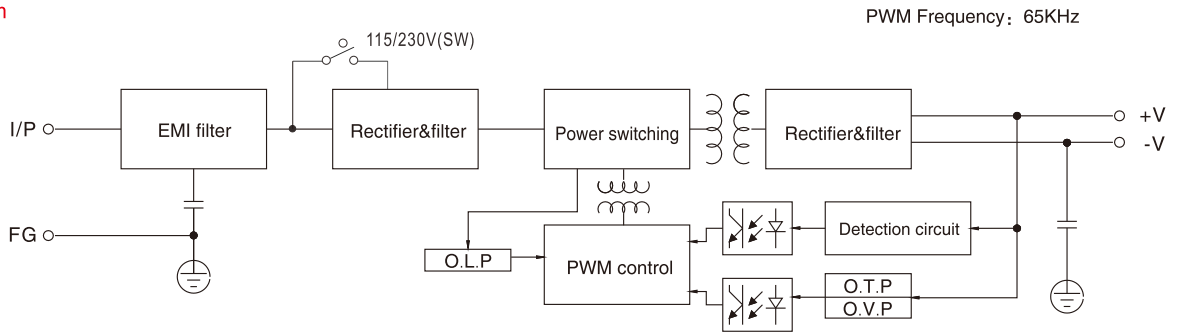 PWM Frequency: 65KHz
115/230V(SW)
I/P
EMI filter
Rectifier&filter
Power switching
Rectifier&filter
+V
-V
FG
O.L.P
PWM control
Detection circuit
O.T.P
O.V.P